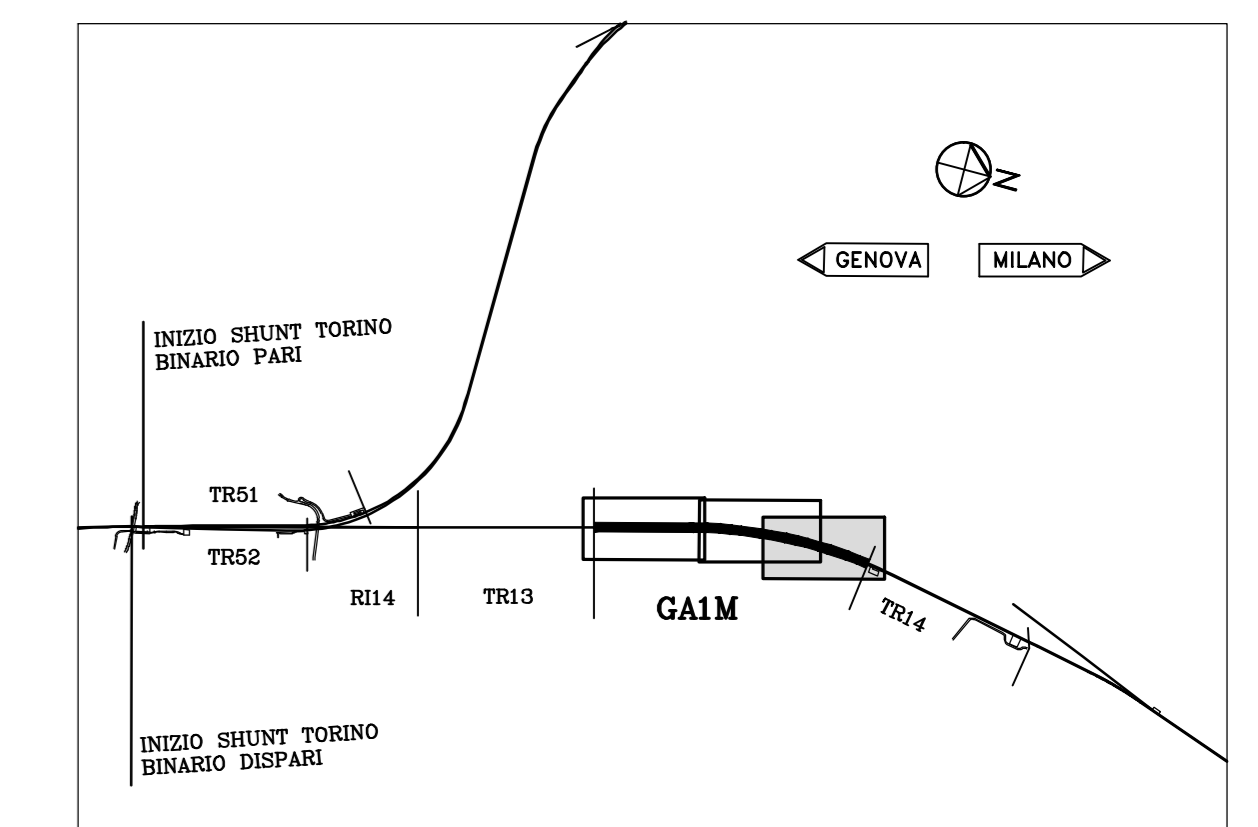 N
GENOVA
MILANO
INIZIO SHUNT TORINO
BINARIO PARI
TR51
TR52
RI14
TR13
GA1M
TR14
INIZIO SHUNT TORINO
BINARIO DISPARI